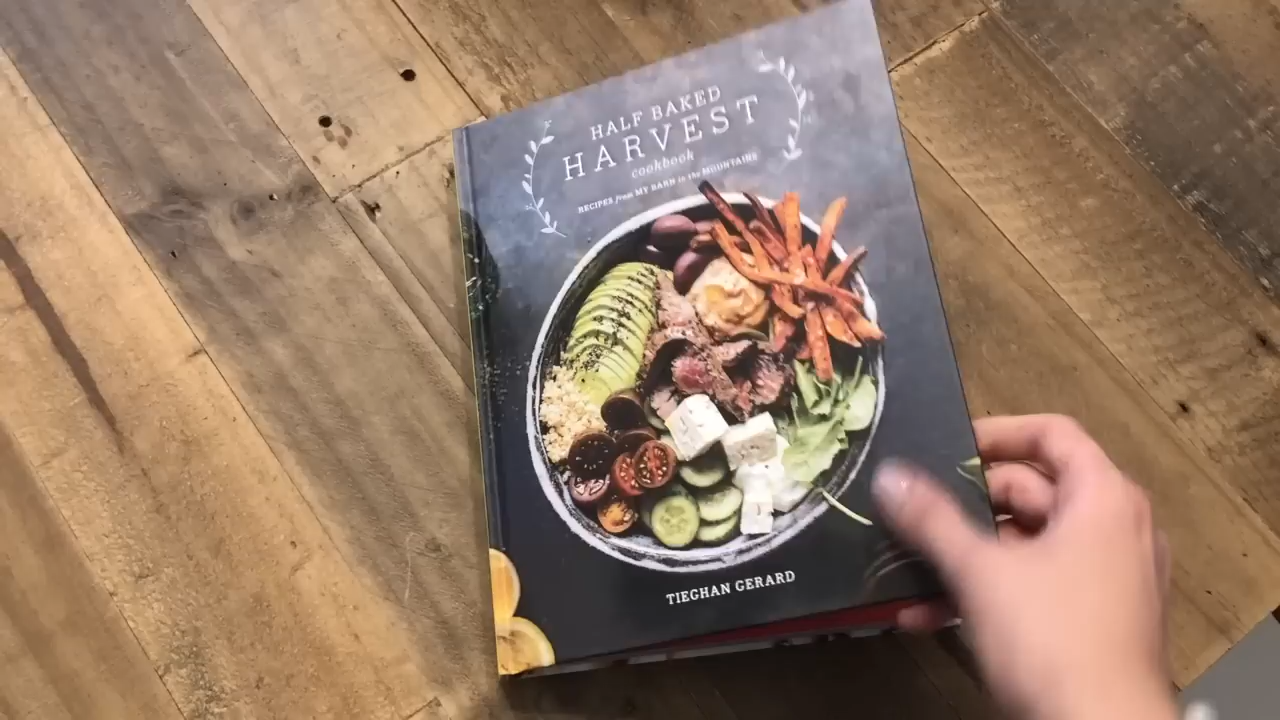 HALF BAKED
HARVEST
cookbook
RECIPES from MY BARN in the MOUNTAINS
TIEGHAN GERARD